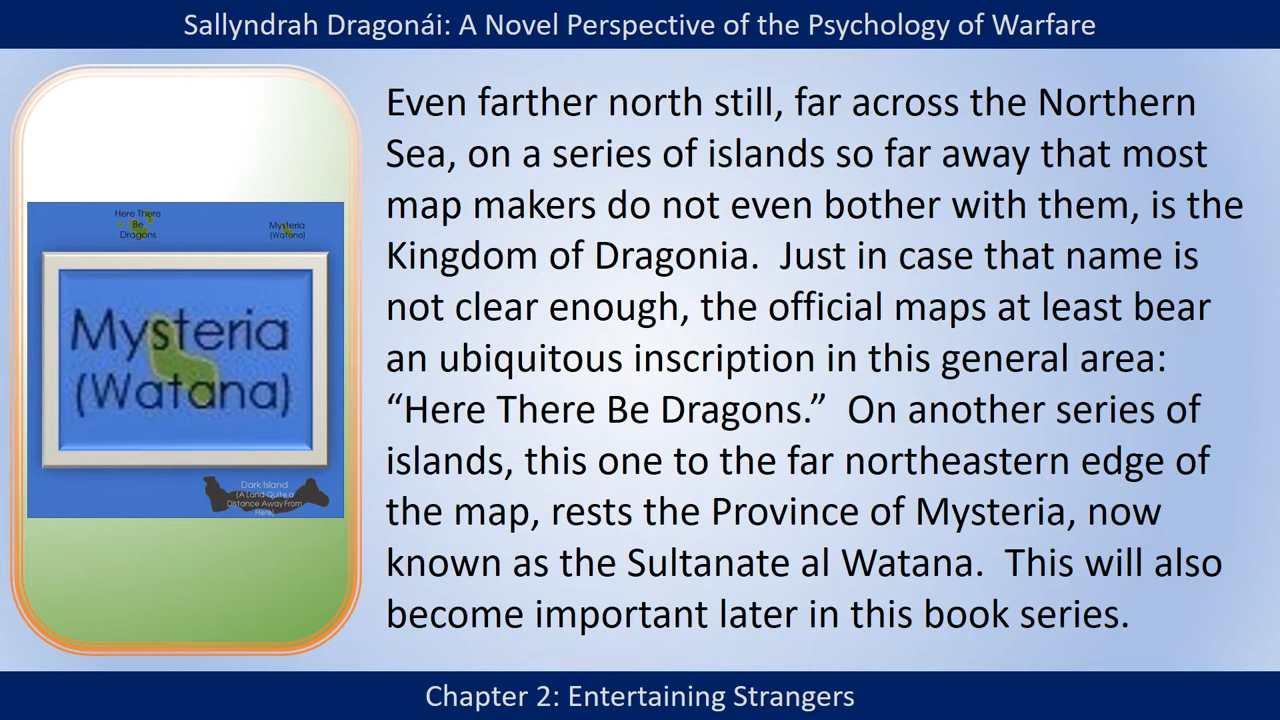 Sallyndrah Dragonái: A Novel Perspective of the Psychology of Warfare
Here There
Be
Dragons
Mysteria
(Watana)
Mysteria
(Watana)
Dark Island
(A Land Quite a
Distance Away From
Here)
Even farther north still, far across the Northern
Sea, on a series of islands so far away that most
map makers do not even bother with them, is the
Kingdom of Dragonia.  Just in case that name is
not clear enough, the official maps at least bear
an ubiquitous inscription in this general area:
“Here There Be Dragons.”  On another series of
islands, this one to the far northeastern edge of
the map, rests the Province of Mysteria, now
known as the Sultanate al Watana.  This will also
become important later in this book series.
Chapter 2: Entertaining Strangers